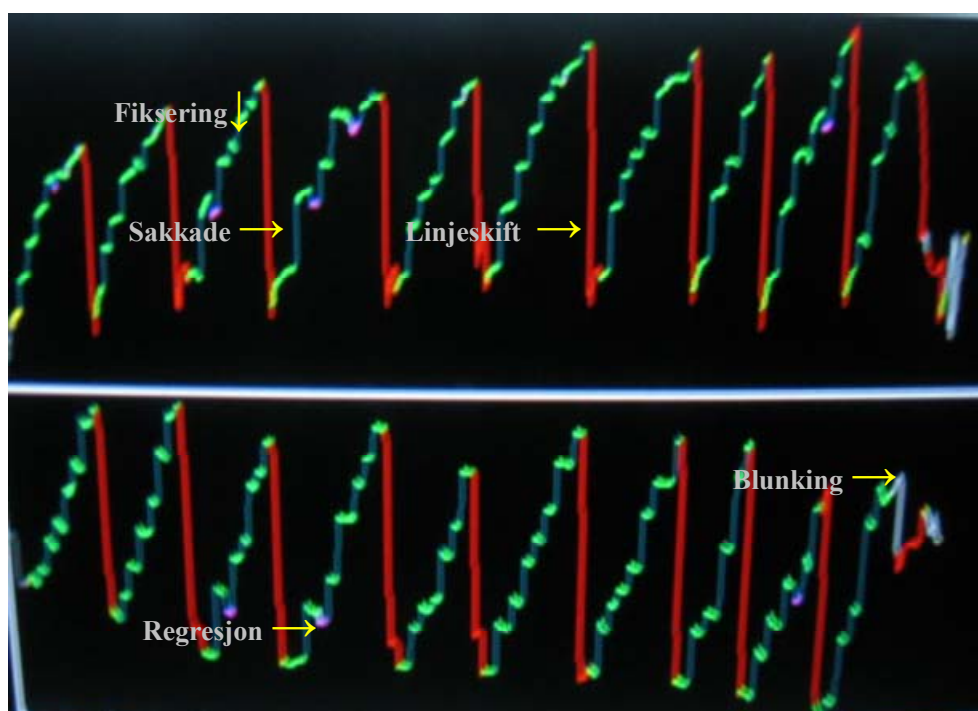 Fiksering
Sakkade
Linjeskift
Blunking
Regresjon